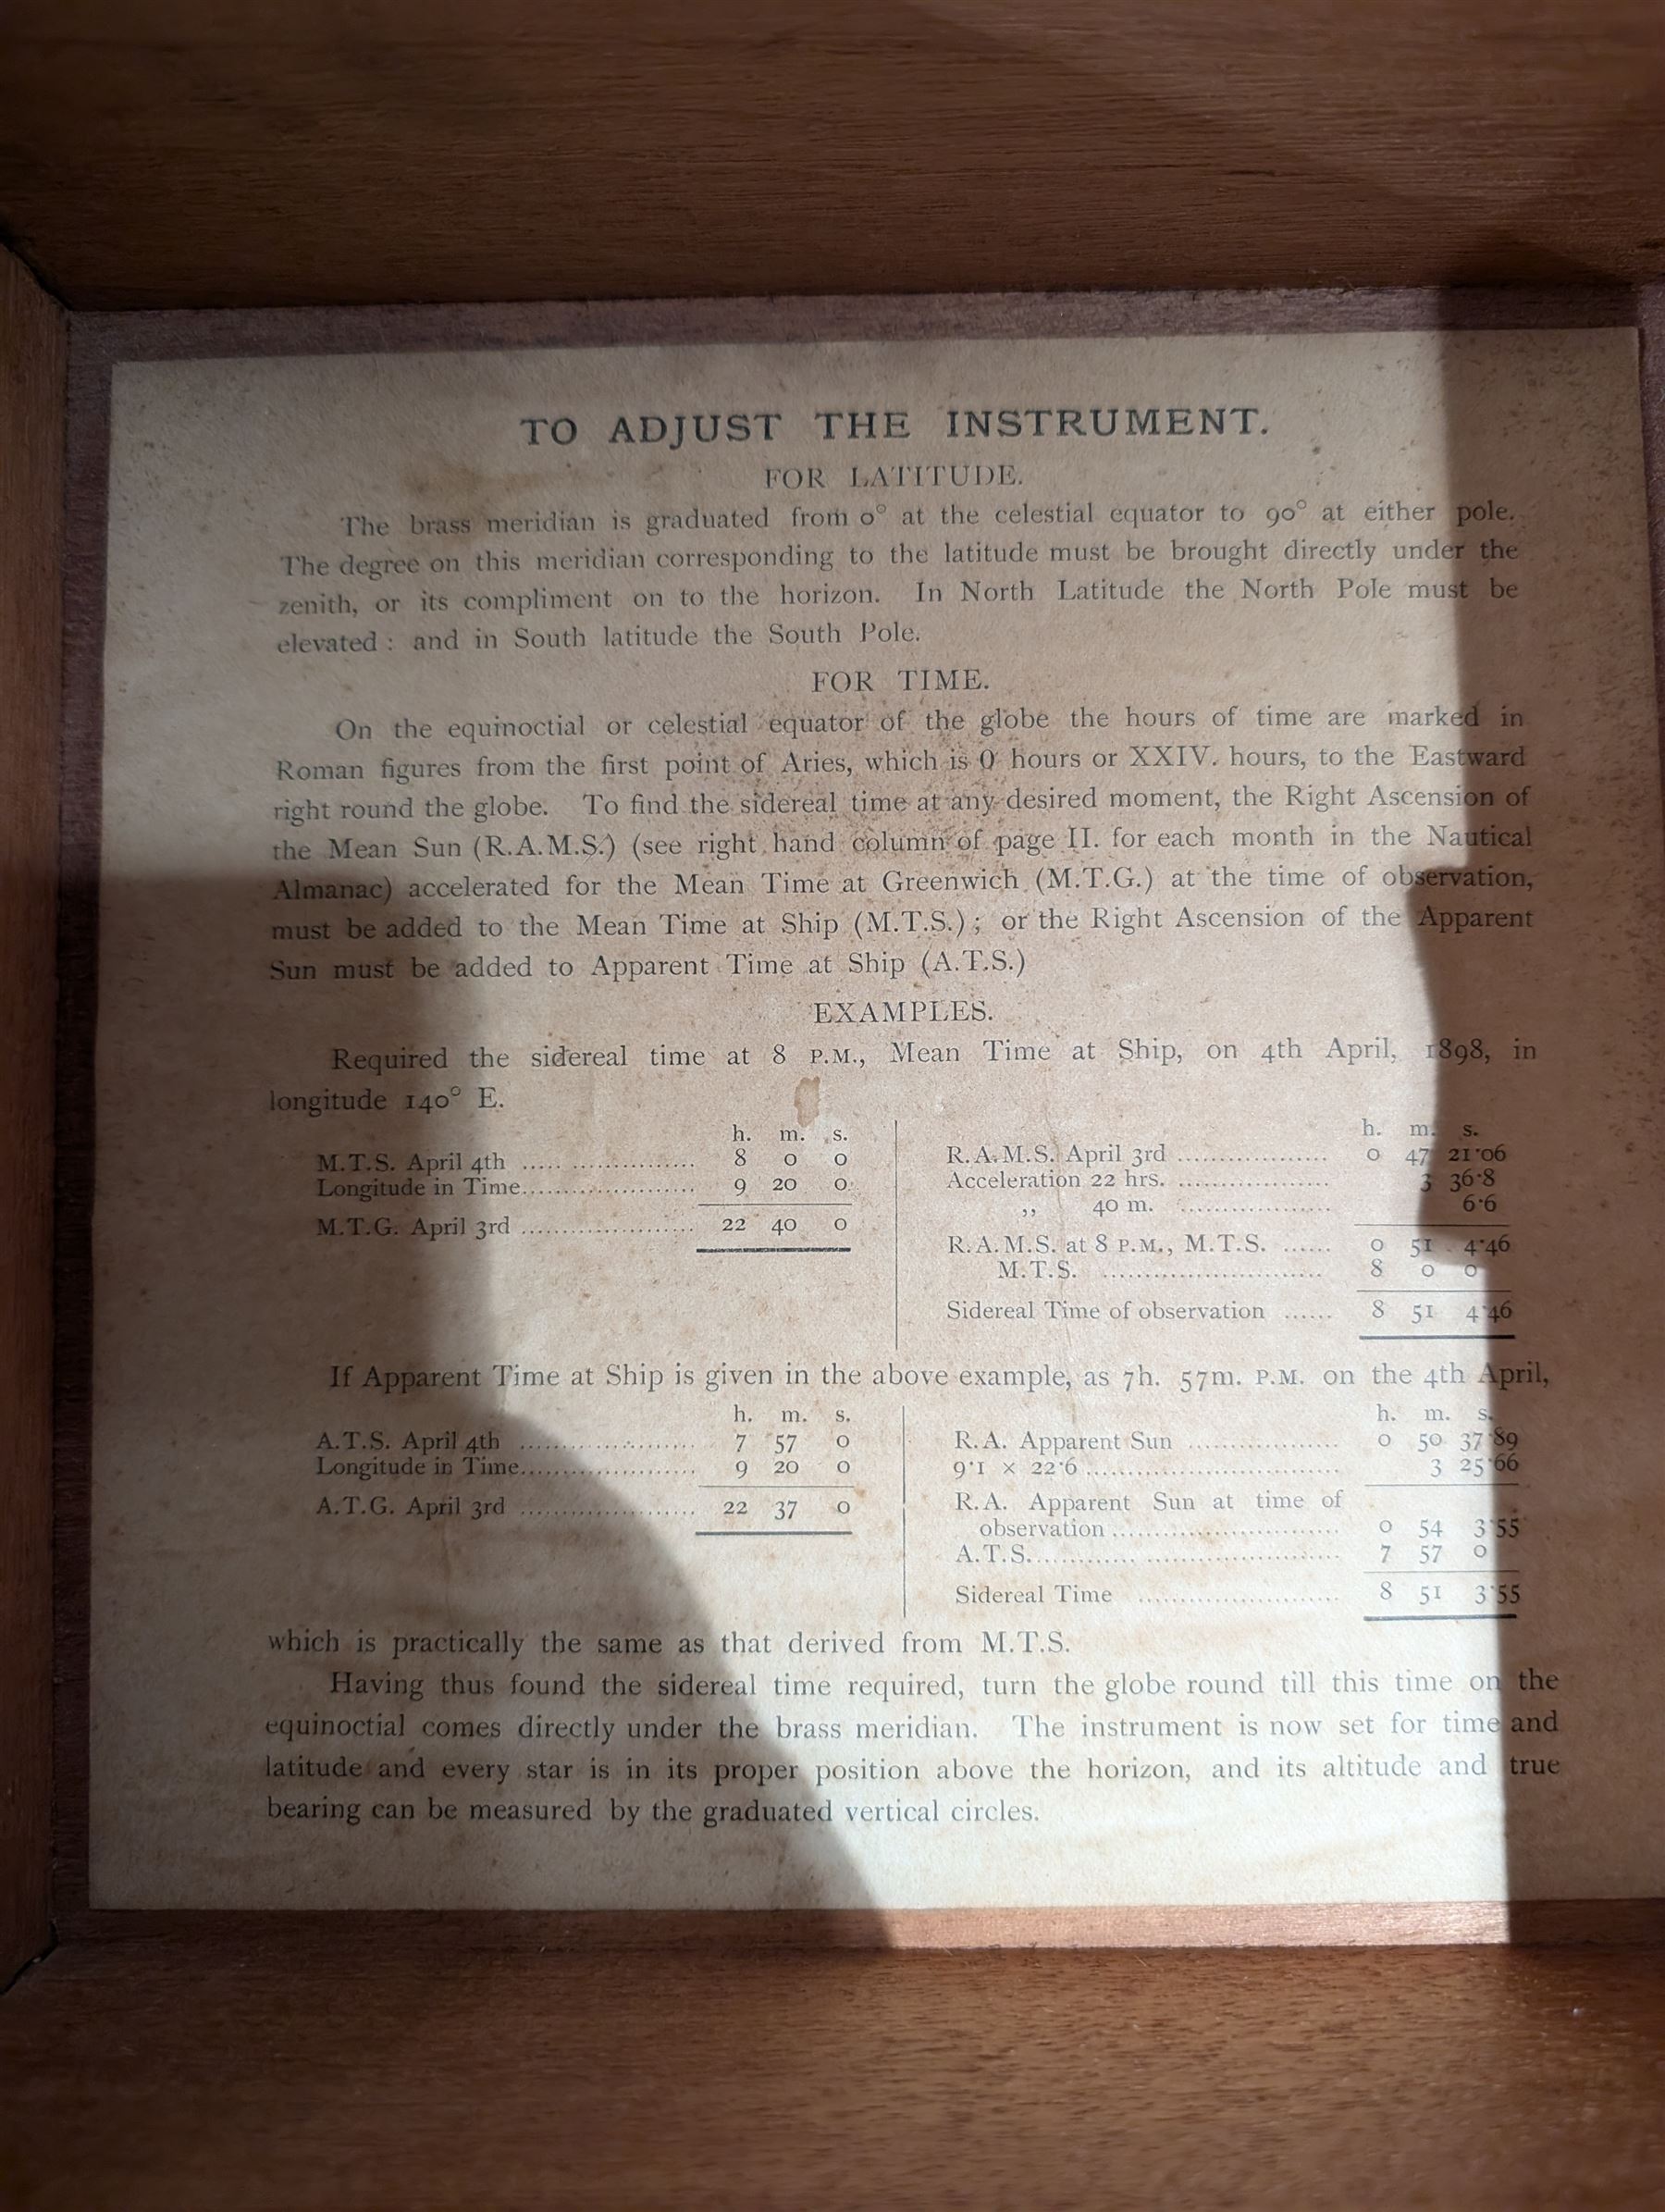 TO ADJUST THE INSTRUMENT.
FOR LATITUDE.
The brass meridian is graduated from 0° at the celestial equator to 90° at either pole.
The degree on this meridian corresponding to the latitude must be brought directly under the
zenith, or its compliment on to the horizon. In North Latitude the North Pole must be
elevated : and in South latitude the South Pole.
FOR TIME.
On the equinoctial or celestial equator of the globe the hours of time are marked in
Roman figures from the first point of Aries, which is 0 hours or XXIV. hours, to the Eastward
right round the globe. To find the sidereal time at any desired moment, the Right Ascension of
the Mean Sun (R.A.M.S.) (see right hand column of page II. for each month in the Nautical
Almanac) accelerated for the Mean Time at Greenwich (M.T.G.) at the time of observation,
must be added to the Mean Time at Ship (M.T.S.) ; or the Right Ascension of the Apparent
Sun must be added to Apparent Time at Ship (A.T.S.)
EXAMPLES.
Required the sidereal time at 8 P.M., Mean Time at Ship, on 4th April, 1898, in
longitude 140° E.
h. m. s.
M.T.S. April 4th ..... ................ 8 0 0
Longitude in Time....................... 9 20 0
M.T.G. April 3rd ....................... 22 40 0
h. m. s.
R.A.M.S. April 3rd .................. 0 47 21·06
Acceleration 22 hrs. .................. 3 36·8
,, 40 m. .................. 6·6
R.A.M.S. at 8 P.M., M.T.S. ...... 0 51 4·46
M.T.S. .......................... 8 0 0
Sidereal Time of observation ...... 8 51 4·46
If Apparent Time at Ship is given in the above example, as 7h. 57m. P.M. on the 4th April,
h. m. s.
A.T.S. April 4th ....................... 7 57 0
Longitude in Time....................... 9 20 0
A.T.G. April 3rd ....................... 22 37 0
h. m. s.
R.A. Apparent Sun .................. 0 50 37·89
9·1 × 22·6 .............................. 3 25·66
R.A. Apparent Sun at time of
observation ........................... 0 54 3·55
A.T.S............. ....................... 7 57 0
Sidereal Time ........................ 8 51 3·55
which is practically the same as that derived from M.T.S.
Having thus found the sidereal time required, turn the globe round till this time on the
equinoctial comes directly under the brass meridian. The instrument is now set for time and
latitude and every star is in its proper position above the horizon, and its altitude and true
bearing can be measured by the graduated vertical circles.